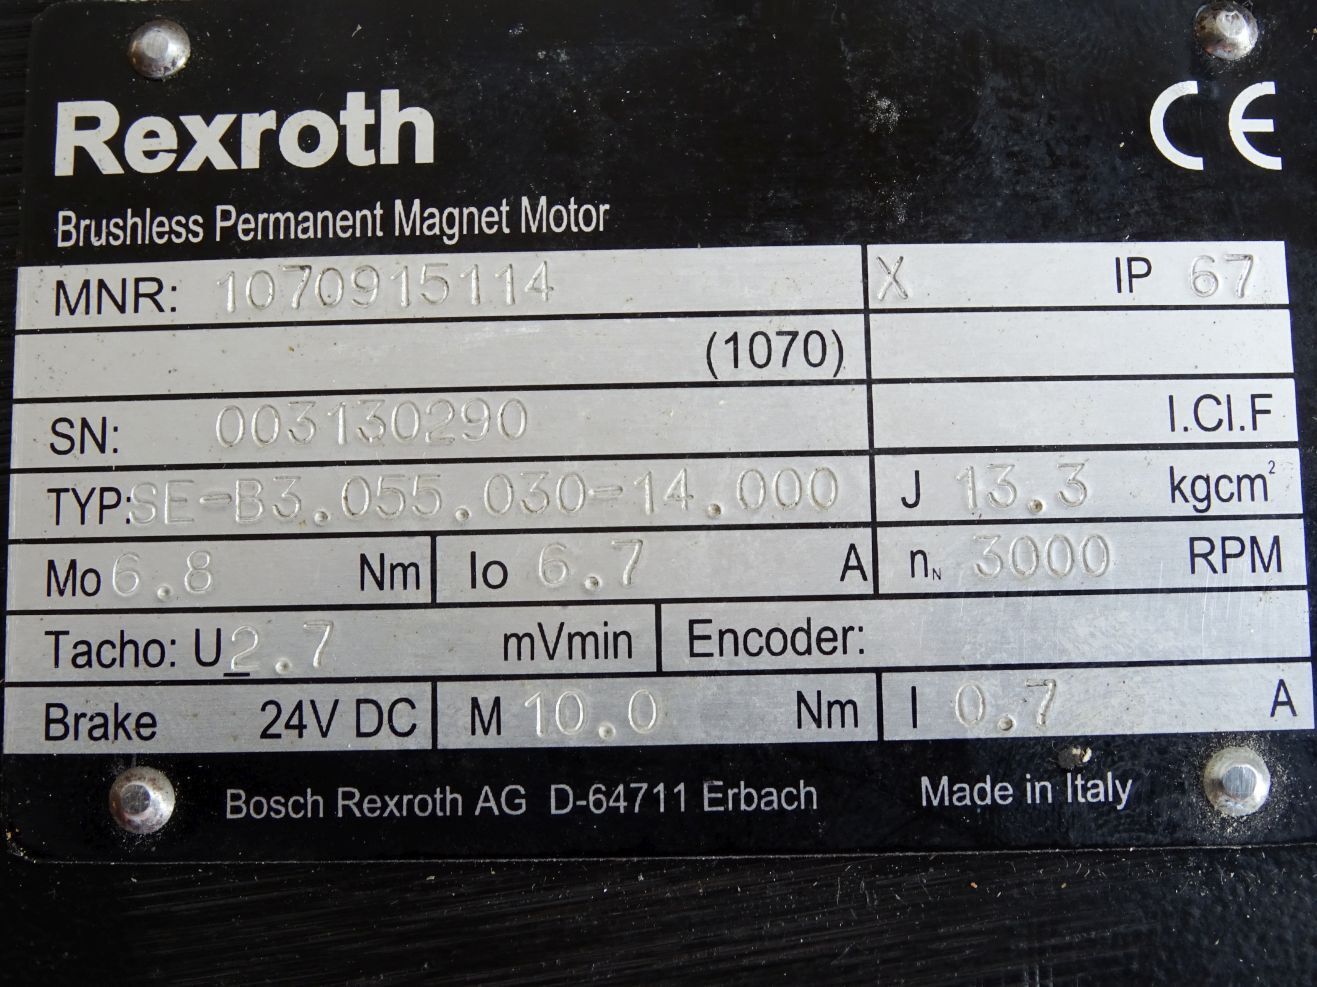 Rexroth CE
Brushless Permanent Magnet Motor
MNR: 1070915114 X IP 67
(1070)
SN: 003130290 I.Cl.F
TYP:SE-B3.055.030-14.000 J 13.3 kgcm²
Mo 6.8 Nm Io 6.7 A nN 3000 RPM
Tacho: U 2.7 mVmin Encoder:
Brake 24V DC M 10.0 Nm I 0.7 A
Bosch Rexroth AG D-64711 Erbach Made in Italy